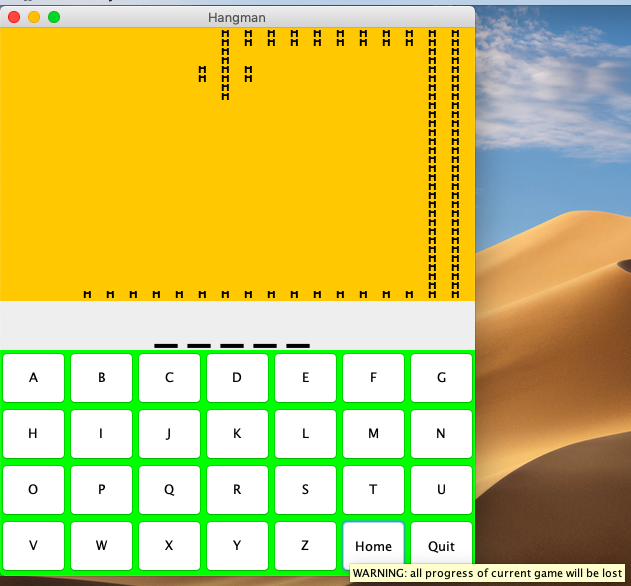 Hangman
A B C D E F G
H I J K L M N
O P Q R S T U
V W X Y Z Home Quit
WARNING: all progress of current game will be lost